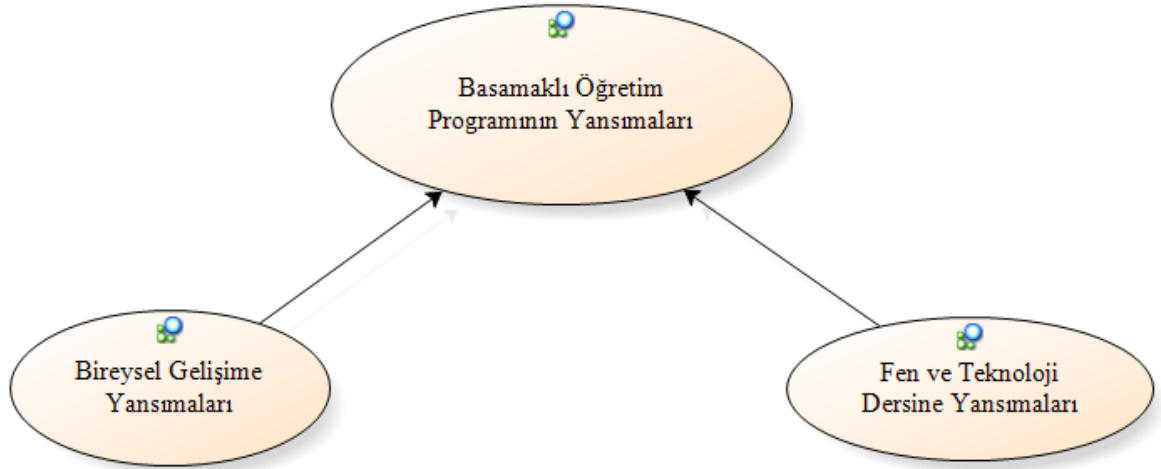 Basamaklı Öğretim
Programının Yansımaları
Bireysel Gelişime
Yansımaları
Fen ve Teknoloji
Dersine Yansımaları